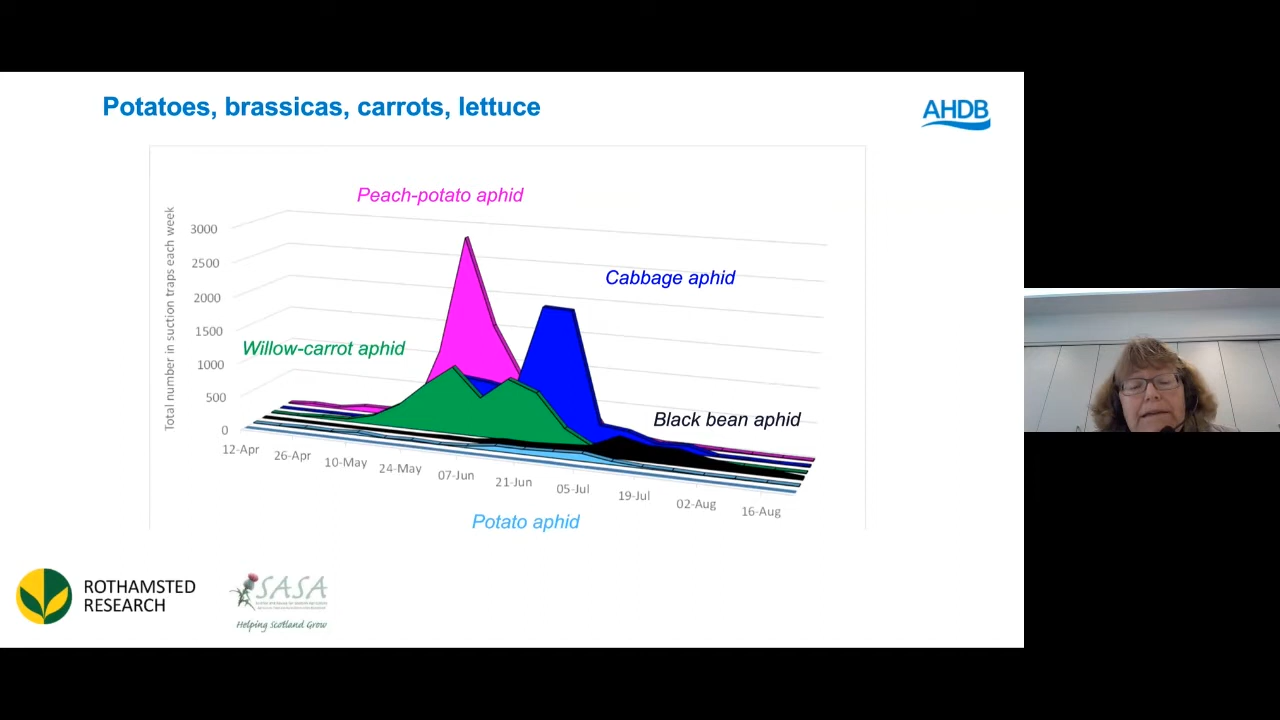 Potatoes, brassicas, carrots, lettuce
AHDB
Peach-potato aphid
Cabbage aphid
Willow-carrot aphid
Black bean aphid
Potato aphid
Total number in suction traps each week
3000
2500
2000
1500
1000
500
0
12-Apr
26-Apr
10-May
24-May
07-Jun
21-Jun
05-Jul
19-Jul
02-Aug
16-Aug
ROTHAMSTED
RESEARCH
SASA
Helping Scotland Grow